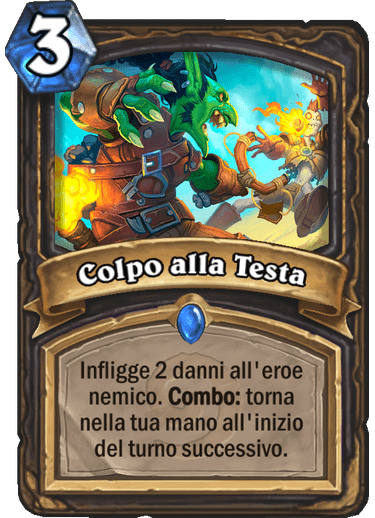 3
Colpo alla Testa
Infligge 2 danni all'eroe
nemico. Combo: torna
nella tua mano all'inizio
del turno successivo.